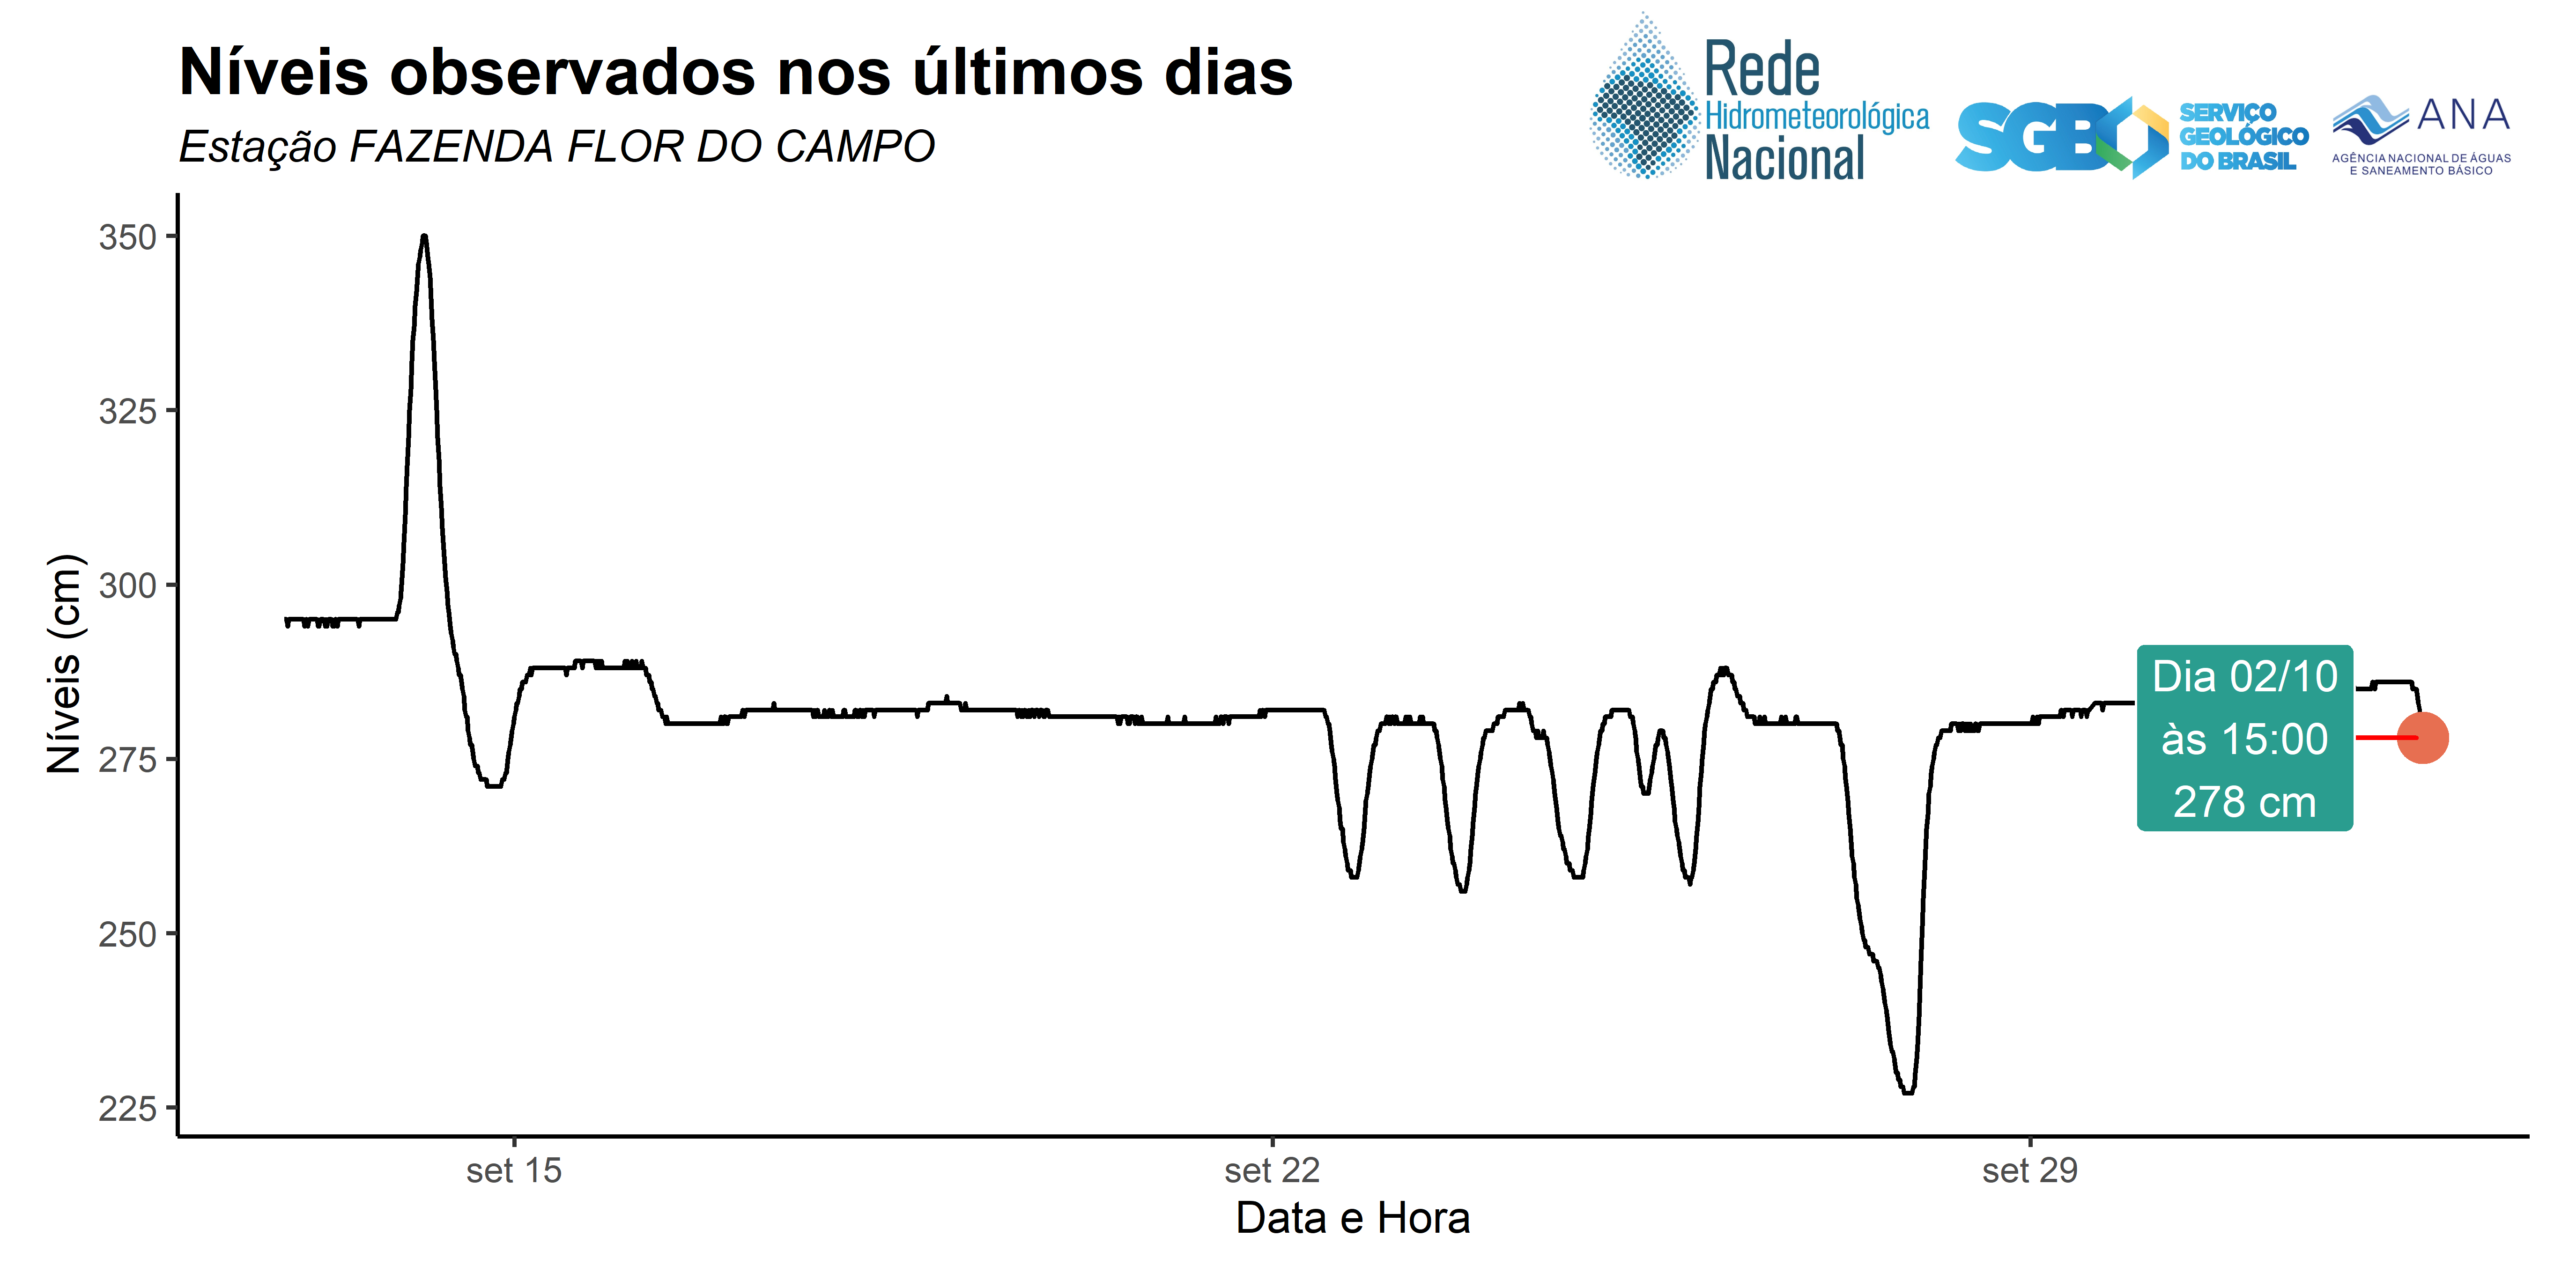 Níveis observados nos últimos dias
Estação FAZENDA FLOR DO CAMPO
Rede
Hidrometeorológica
Nacional
SGB
SERVIÇO
GEOLÓGICO
DO BRASIL
ANA
AGÊNCIA NACIONAL DE ÁGUAS
E SANEAMENTO BÁSICO
Níveis (cm)
350
325
300
275
250
225
Dia 02/10
às 15:00
278 cm
set 15
set 22
set 29
Data e Hora